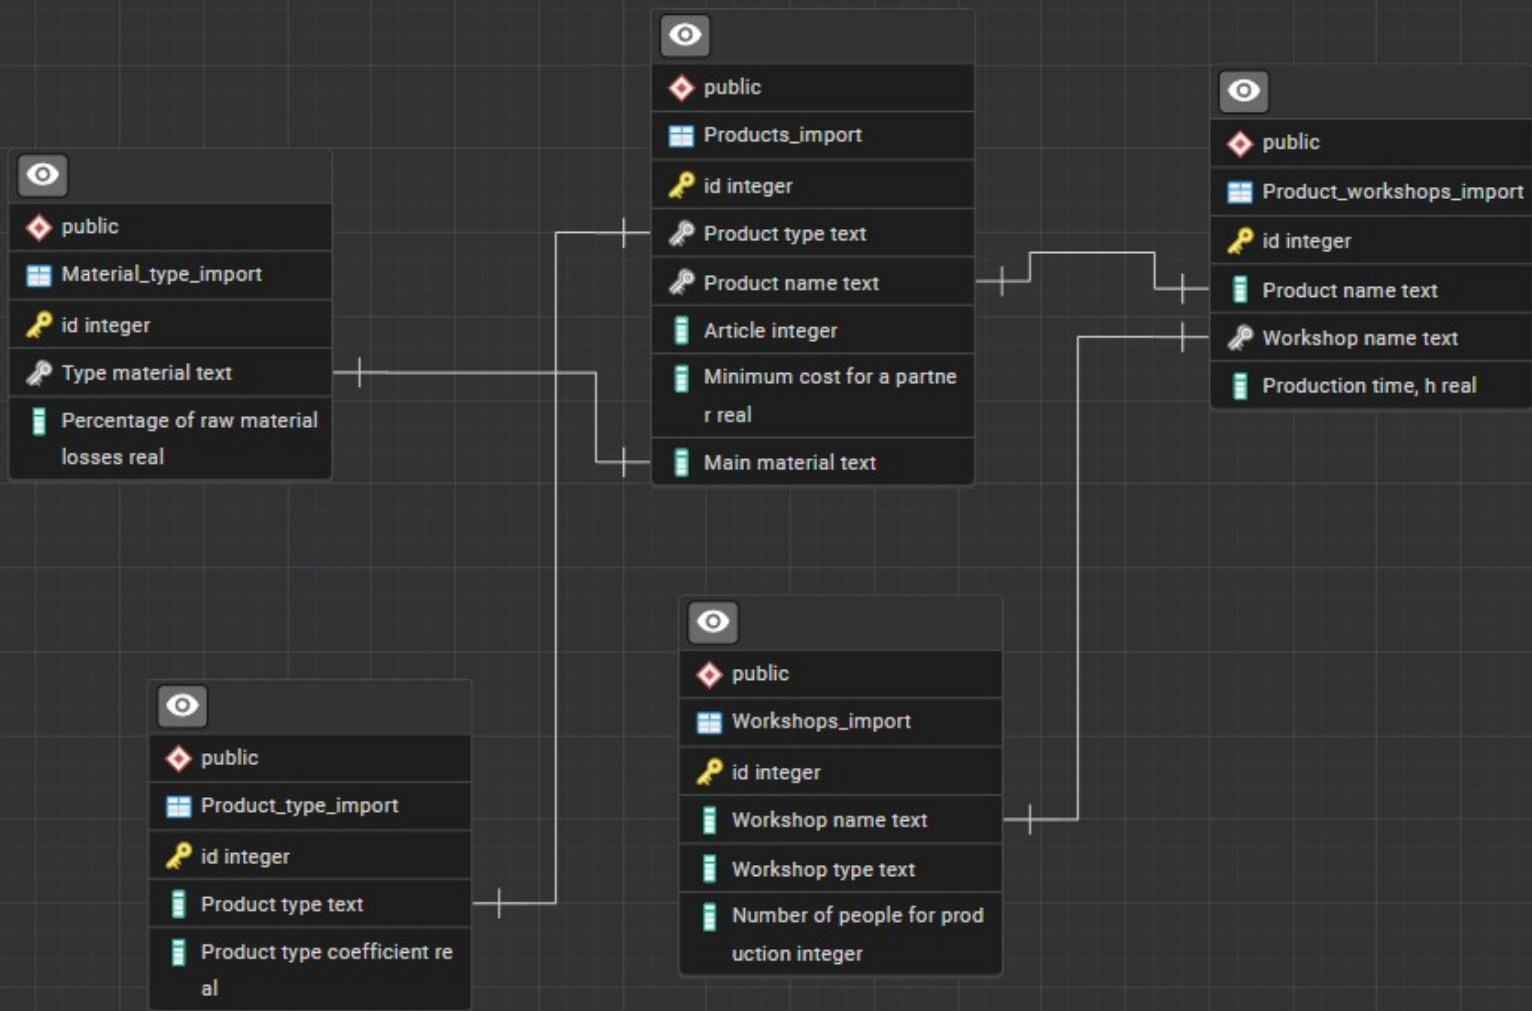 public
Material_type_import
id integer
Type material text
Percentage of raw material
losses real
public
Products_import
id integer
Product type text
Product name text
Article integer
Minimum cost for a partne
r real
Main material text
public
Product_workshops_import
id integer
Product name text
Workshop name text
Production time, h real
public
Product_type_import
id integer
Product type text
Product type coefficient re
al
public
Workshops_import
id integer
Workshop name text
Workshop type text
Number of people for prod
uction integer